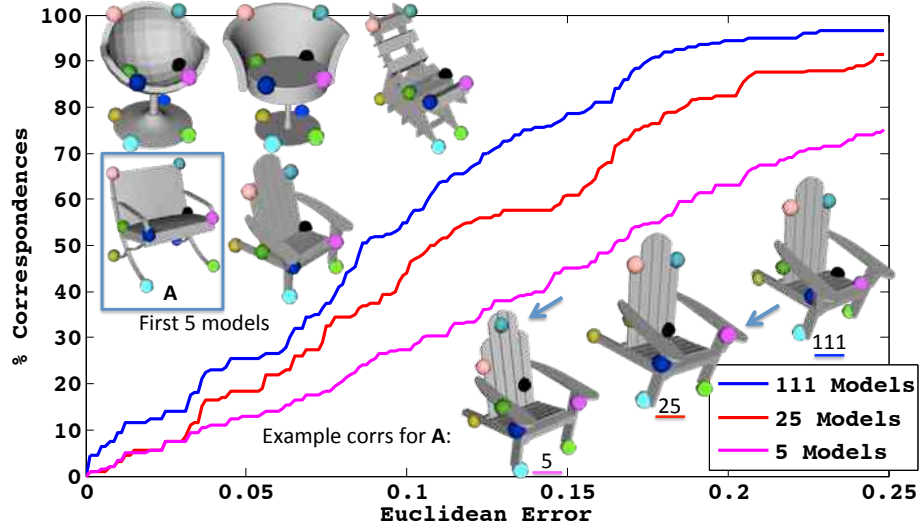 % Correspondences
100
90
80
70
60
50
40
30
20
10
0
A
First 5 models
Example corrs for A:
5
25
111
111 Models
25 Models
5 Models
0
0.05
0.1
0.15
0.2
0.25
Euclidean Error